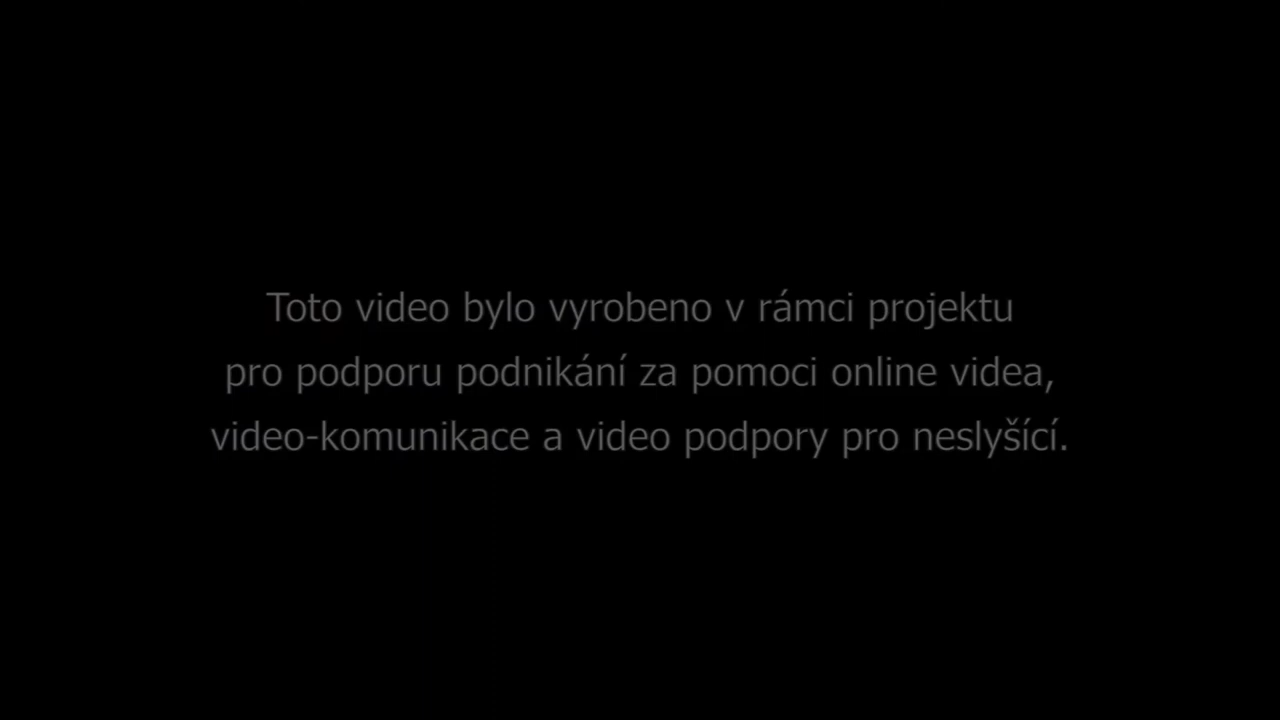 Toto video bylo vyrobeno v rámci projektu
pro podporu podnikání za pomoci online videa,
video-komunikace a video podpory pro neslyšící.